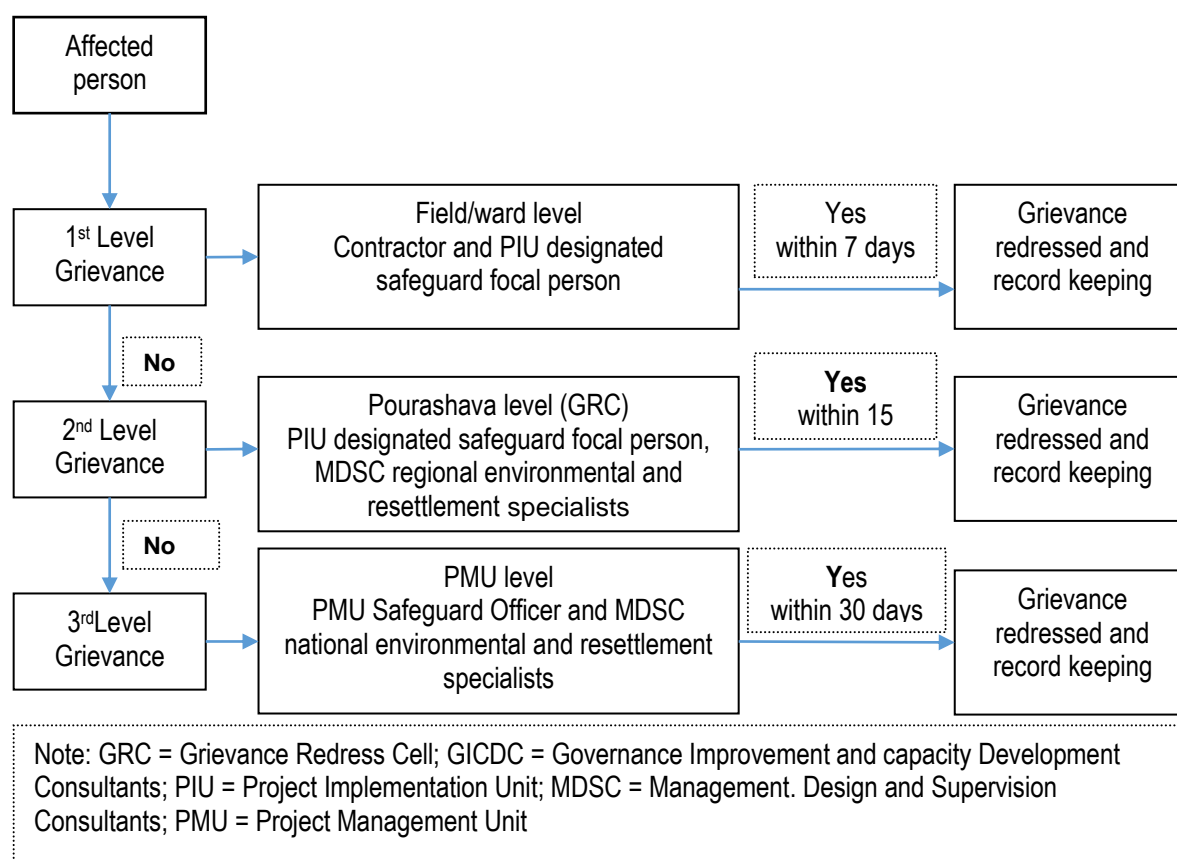 Affected
person
1st Level
Grievance
Field/ward level
Contractor and PIU designated
safeguard focal person
Yes
within 7 days
Grievance
redressed and
record keeping
No
2nd Level
Grievance
Pourashava level (GRC)
PIU designated safeguard focal person,
MDSC regional environmental and
resettlement specialists
Yes
within 15
Grievance
redressed and
record keeping
No
3rdLevel
Grievance
PMU level
PMU Safeguard Officer and MDSC
national environmental and resettlement
specialists
Yes
within 30 days
Grievance
redressed and
record keeping
Note: GRC = Grievance Redress Cell; GICDC = Governance Improvement and capacity Development
Consultants; PIU = Project Implementation Unit; MDSC = Management. Design and Supervision
Consultants; PMU = Project Management Unit